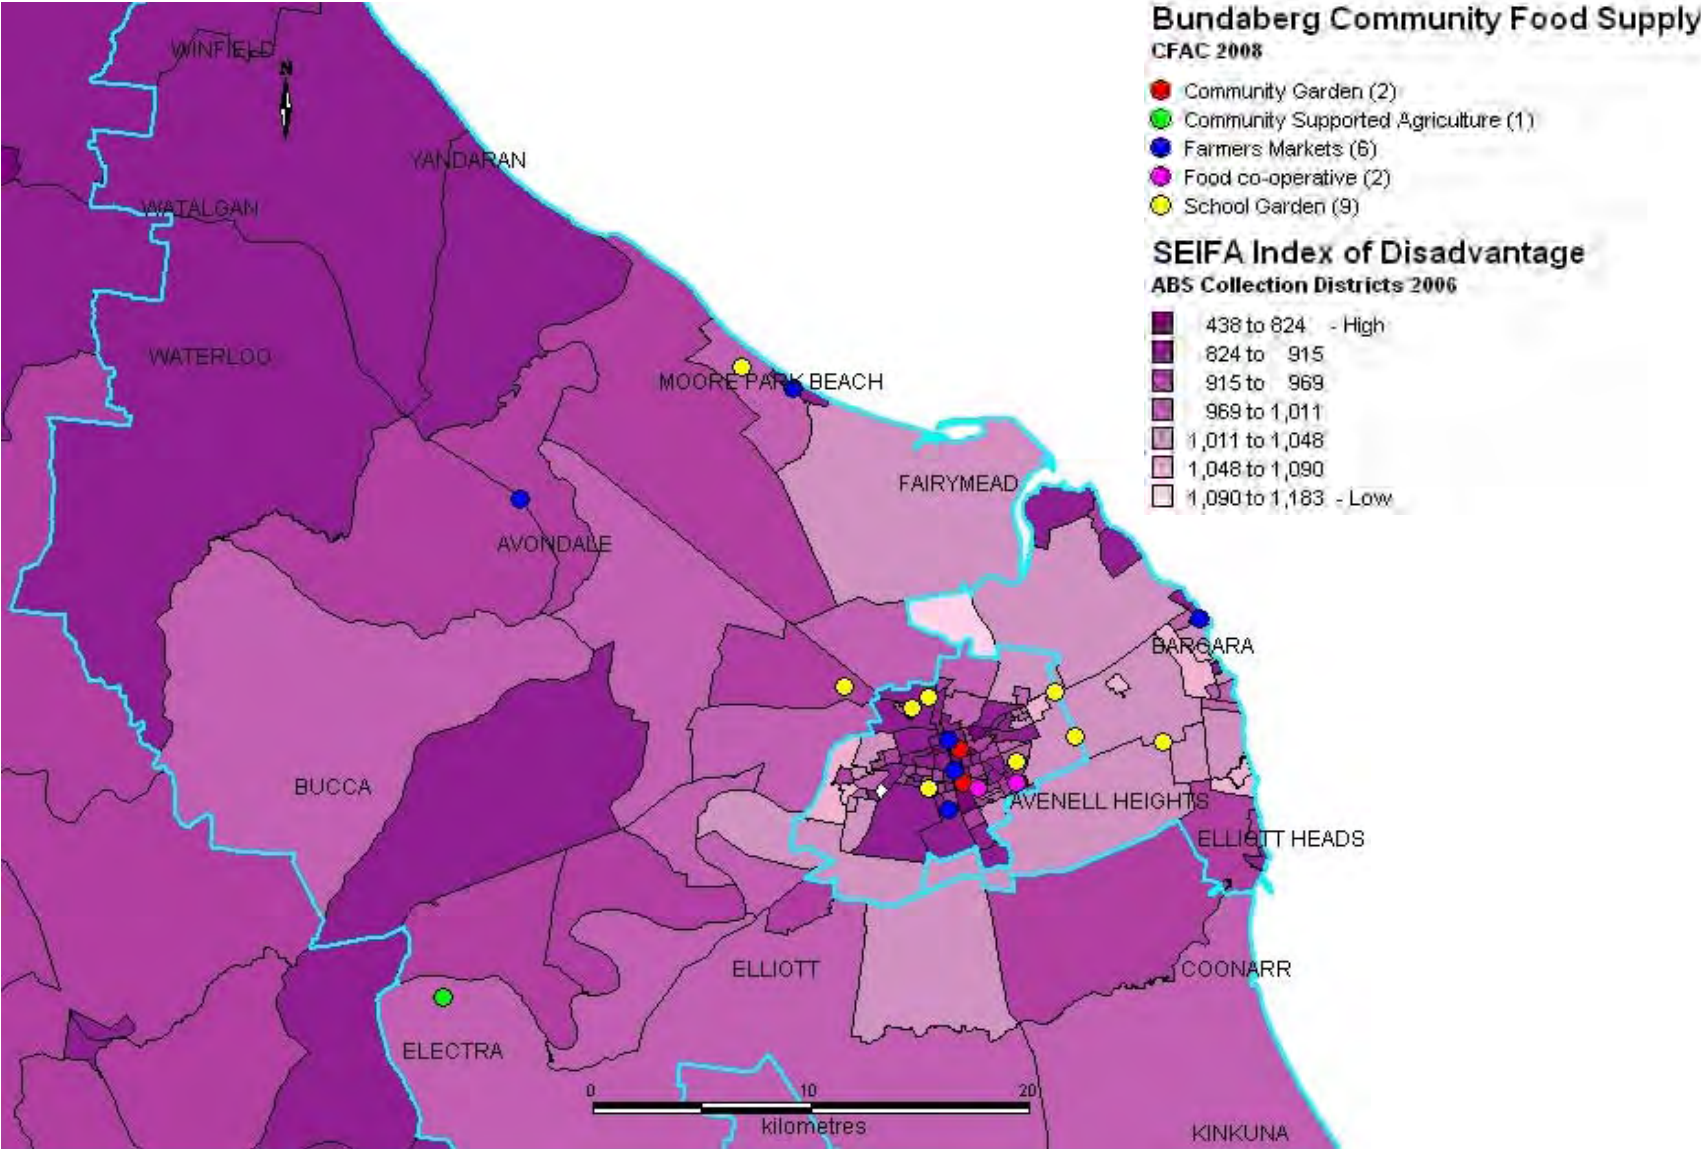 Bundaberg Community Food Supply
CFAC 2008
Community Garden (2)
Community Supported Agriculture (1)
Farmers Markets (6)
Food co-operative (2)
School Garden (9)
SEIFA Index of Disadvantage
ABS Collection Districts 2006
438 to 824 - High
824 to 915
915 to 969
969 to 1,011
1,011 to 1,048
1,048 to 1,090
1,090 to 1,183 - Low
WINFIELD
N
YANDARAN
WATALGAN
WATERLOO
MOORE PARK BEACH
FAIRYMEAD
AVONDALE
BARGARA
BUCCA
AVENELL HEIGHTS
ELLIOTT HEADS
ELLIOTT
COONARR
ELECTRA
0 10 20
kilometres
KINKUNA